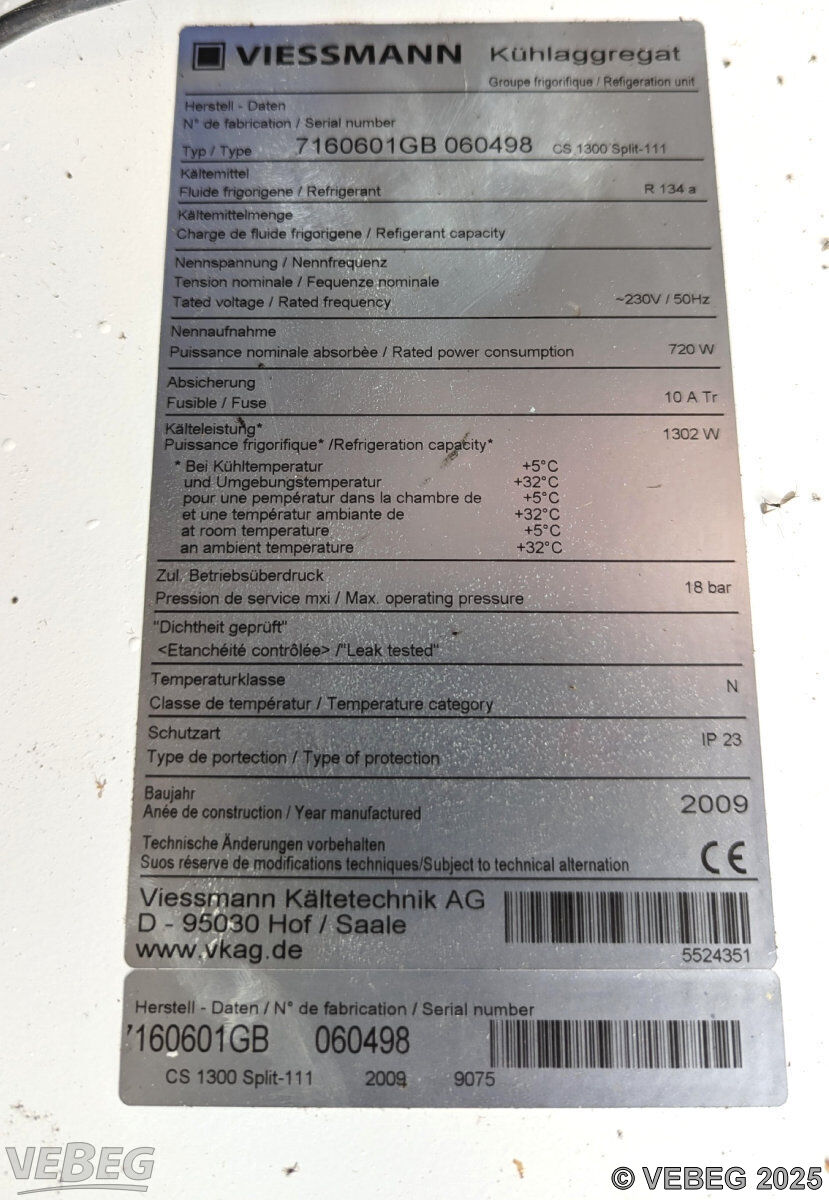 VIESSMANN Kühlaggregat
Groupe frigorifique / Refigeration unit
Herstell - Daten
N° de fabrication / Serial number
Typ / Type 7160601GB 060498 CS 1300 Split-111
Kältemittel
Fluide frigorigene / Refrigerant R 134 a
Kältemittelmenge
Charge de fluide frigorigene / Refigerant capacity
Nennspannung / Nennfrequenz
Tension nominale / Fequenze nominale
Tated voltage / Rated frequency ~230V / 50Hz
Nennaufnahme
Puissance nominale absorbèe / Rated power consumption 720 W
Absicherung
Fusible / Fuse 10 A Tr
Kälteleistung*
Puissance frigorifique* /Refrigeration capacity* 1302 W
* Bei Kühltemperatur +5°C
und Umgebungstemperatur +32°C
pour une pempératur dans la chambre de +5°C
et une températur ambiante de +32°C
at room temperature +5°C
an ambient temperature +32°C
Zul. Betriebsüberdruck
Pression de service mxi / Max. operating pressure 18 bar
"Dichtheit geprüft"
<Etanchéité contrôlée> /"Leak tested"
Temperaturklasse
Classe de températur / Temperature category N
Schutzart
Type de portection / Type of protection IP 23
Baujahr
Anée de construction / Year manufactured 2009
Technische Änderungen vorbehalten
Suos réserve de modifications techniques/Subject to technical alternation CE
Viessmann Kältetechnik AG
D - 95030 Hof / Saale
www.vkag.de 5524351
Herstell - Daten / N° de fabrication / Serial number
7160601GB 060498
CS 1300 Split-111 2009 9075
VEBEG
© VEBEG 2025